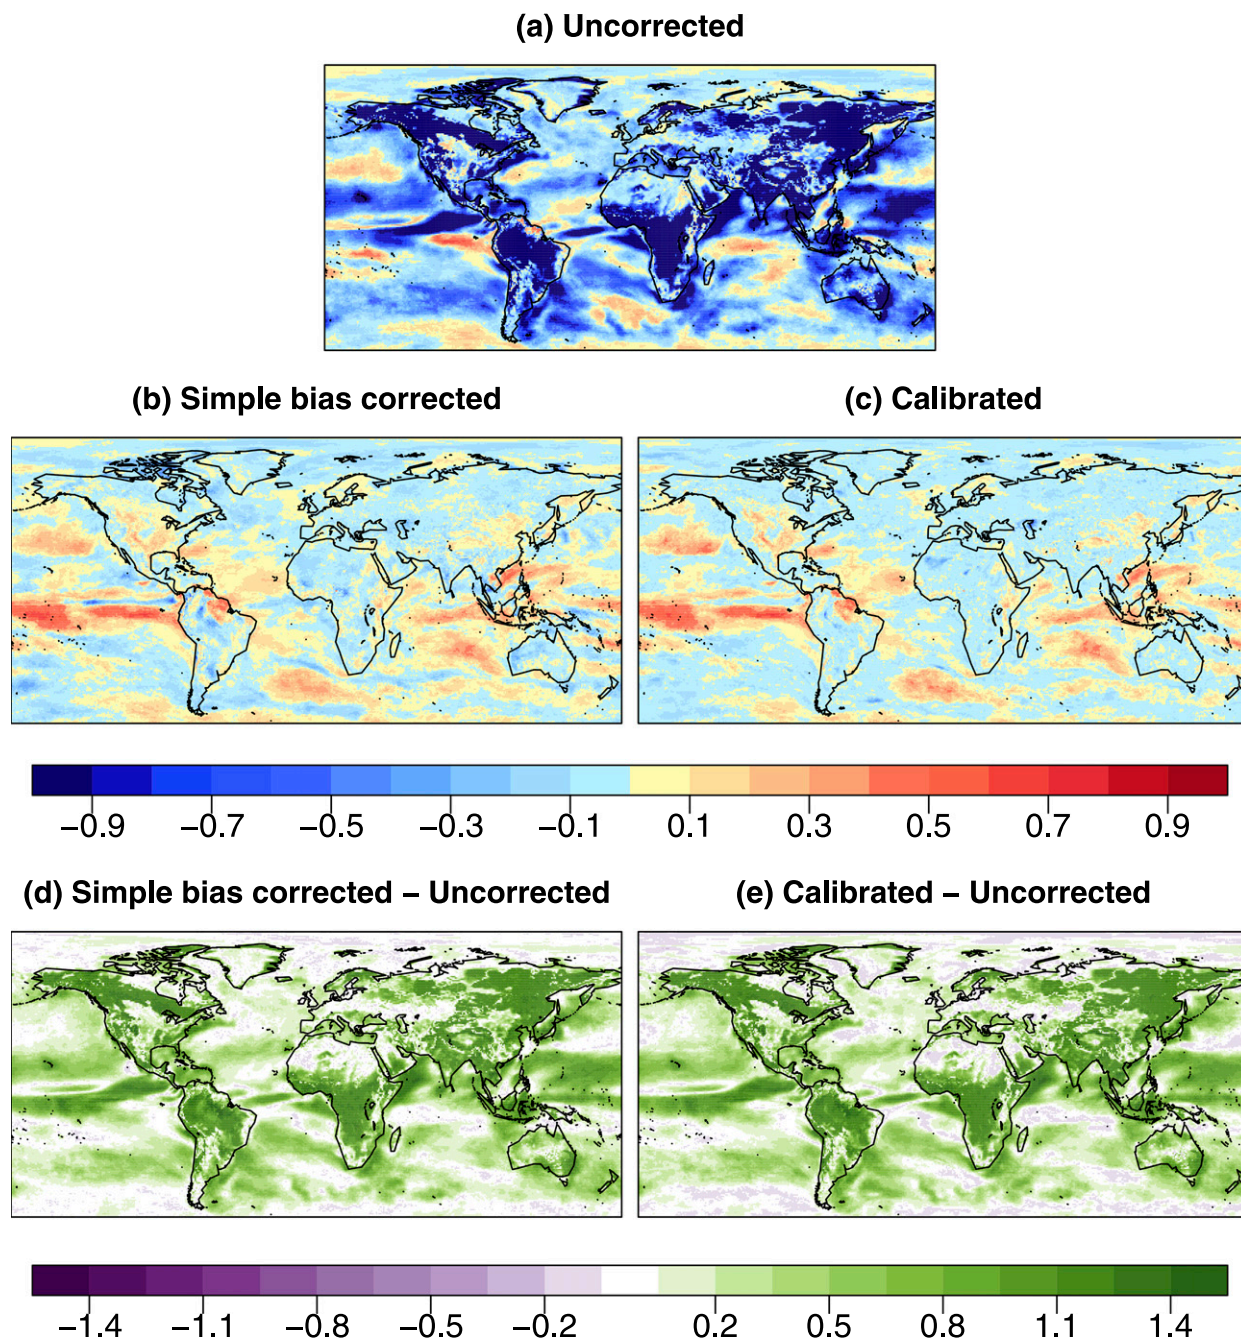 (a) Uncorrected
(b) Simple bias corrected
(c) Calibrated
−0.9 −0.7 −0.5 −0.3 −0.1 0.1 0.3 0.5 0.7 0.9
(d) Simple bias corrected − Uncorrected
(e) Calibrated − Uncorrected
−1.4 −1.1 −0.8 −0.5 −0.2 0.2 0.5 0.8 1.1 1.4